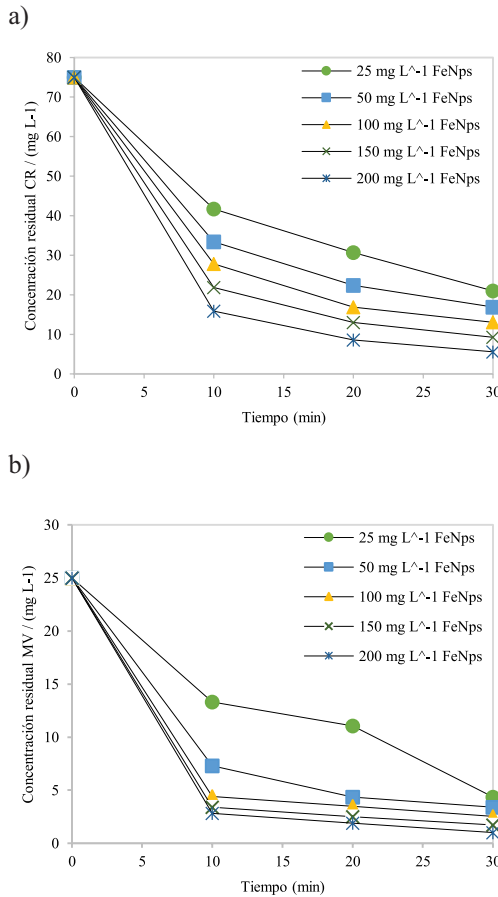 a)
80
70
60
50
40
30
20
10
0
0 5 10 15 20 25 30
Concenración residual CR / (mg L-1)
Tiempo (min)
25 mg L^-1 FeNps
50 mg L^-1 FeNps
100 mg L^-1 FeNps
150 mg L^-1 FeNps
200 mg L^-1 FeNps
b)
30
25
20
15
10
5
0
0 5 10 15 20 25 30
Concentración residual MV / (mg L-1)
Tiempo (min)
25 mg L^-1 FeNps
50 mg L^-1 FeNps
100 mg L^-1 FeNps
150 mg L^-1 FeNps
200 mg L^-1 FeNps